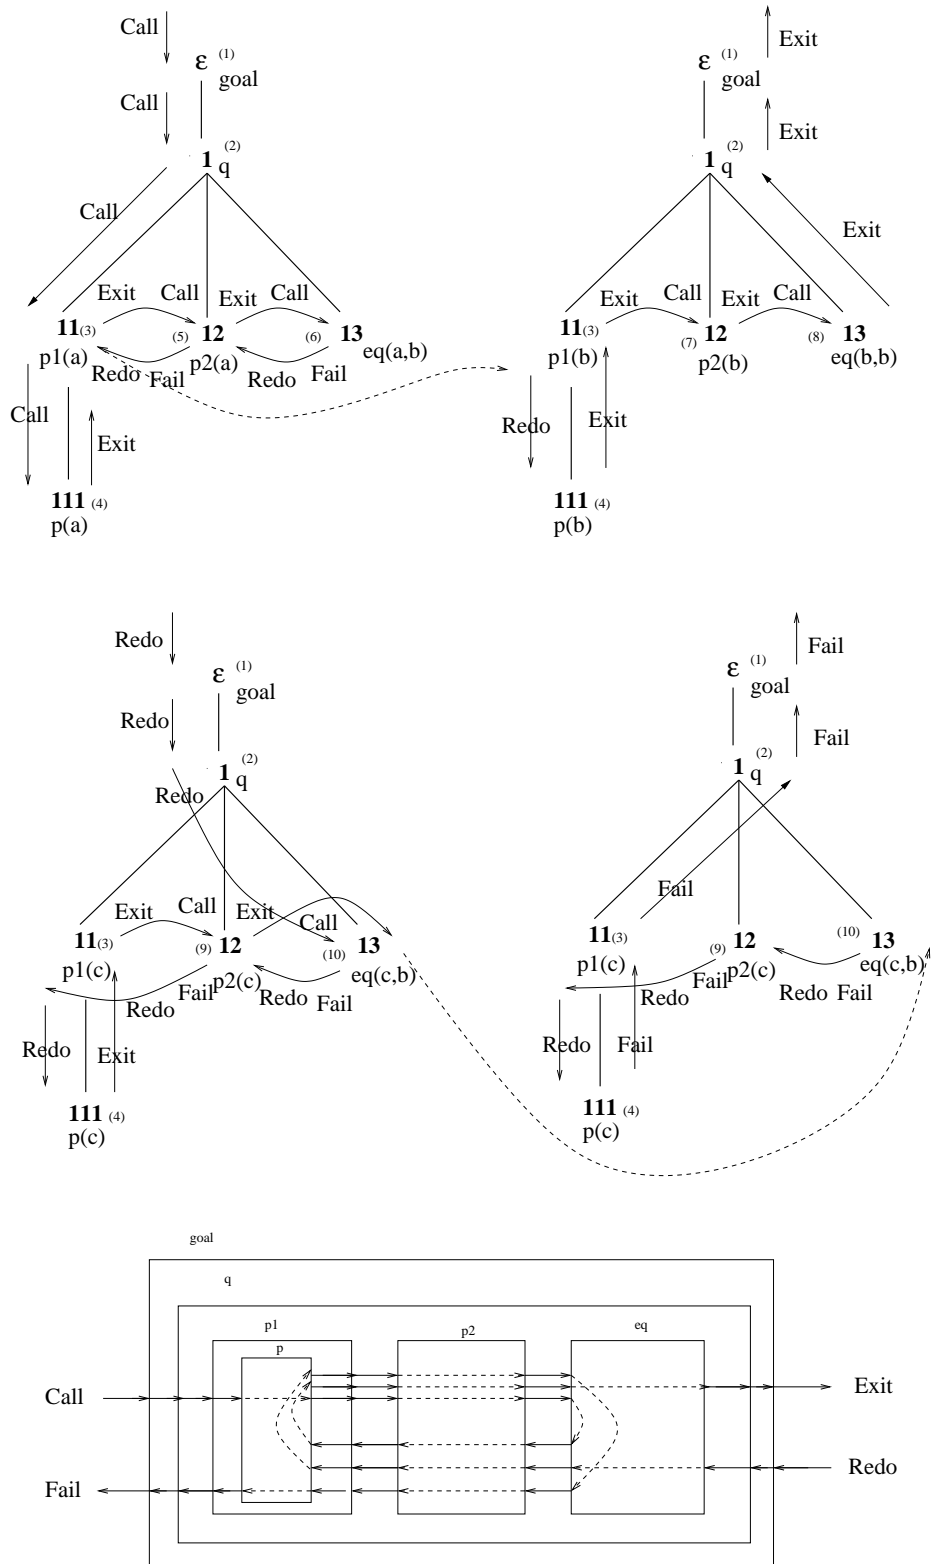 Call
ε (1)
goal
Call
1 (2)
q
Call
Exit Call Exit Call
11 (3) (5) 12 (6) 13
p1(a) p2(a) eq(a,b)
Redo Fail Redo Fail
Call Exit
111 (4)
p(a)
Exit
ε (1)
goal
Exit
1 (2)
q
Exit
Exit Call Exit Call
11 (3) (7) 12 (8) 13
p1(b) p2(b) eq(b,b)
Redo Exit
111 (4)
p(b)
Redo
ε (1)
goal
Redo
1 (2)
q
Redo
Exit Call Exit Call
11 (3) (9) 12 (10) 13
p1(c) p2(c) eq(c,b)
Redo Fail Redo Fail
Redo Exit
111 (4)
p(c)
Fail
ε (1)
goal
Fail
1 (2)
q
Fail
11 (3) (9) 12 (10) 13
p1(c) p2(c) eq(c,b)
Redo Fail Redo Fail
Redo Fail
111 (4)
p(c)
goal
q
p1 p2 eq
p
Call Exit
Fail Redo